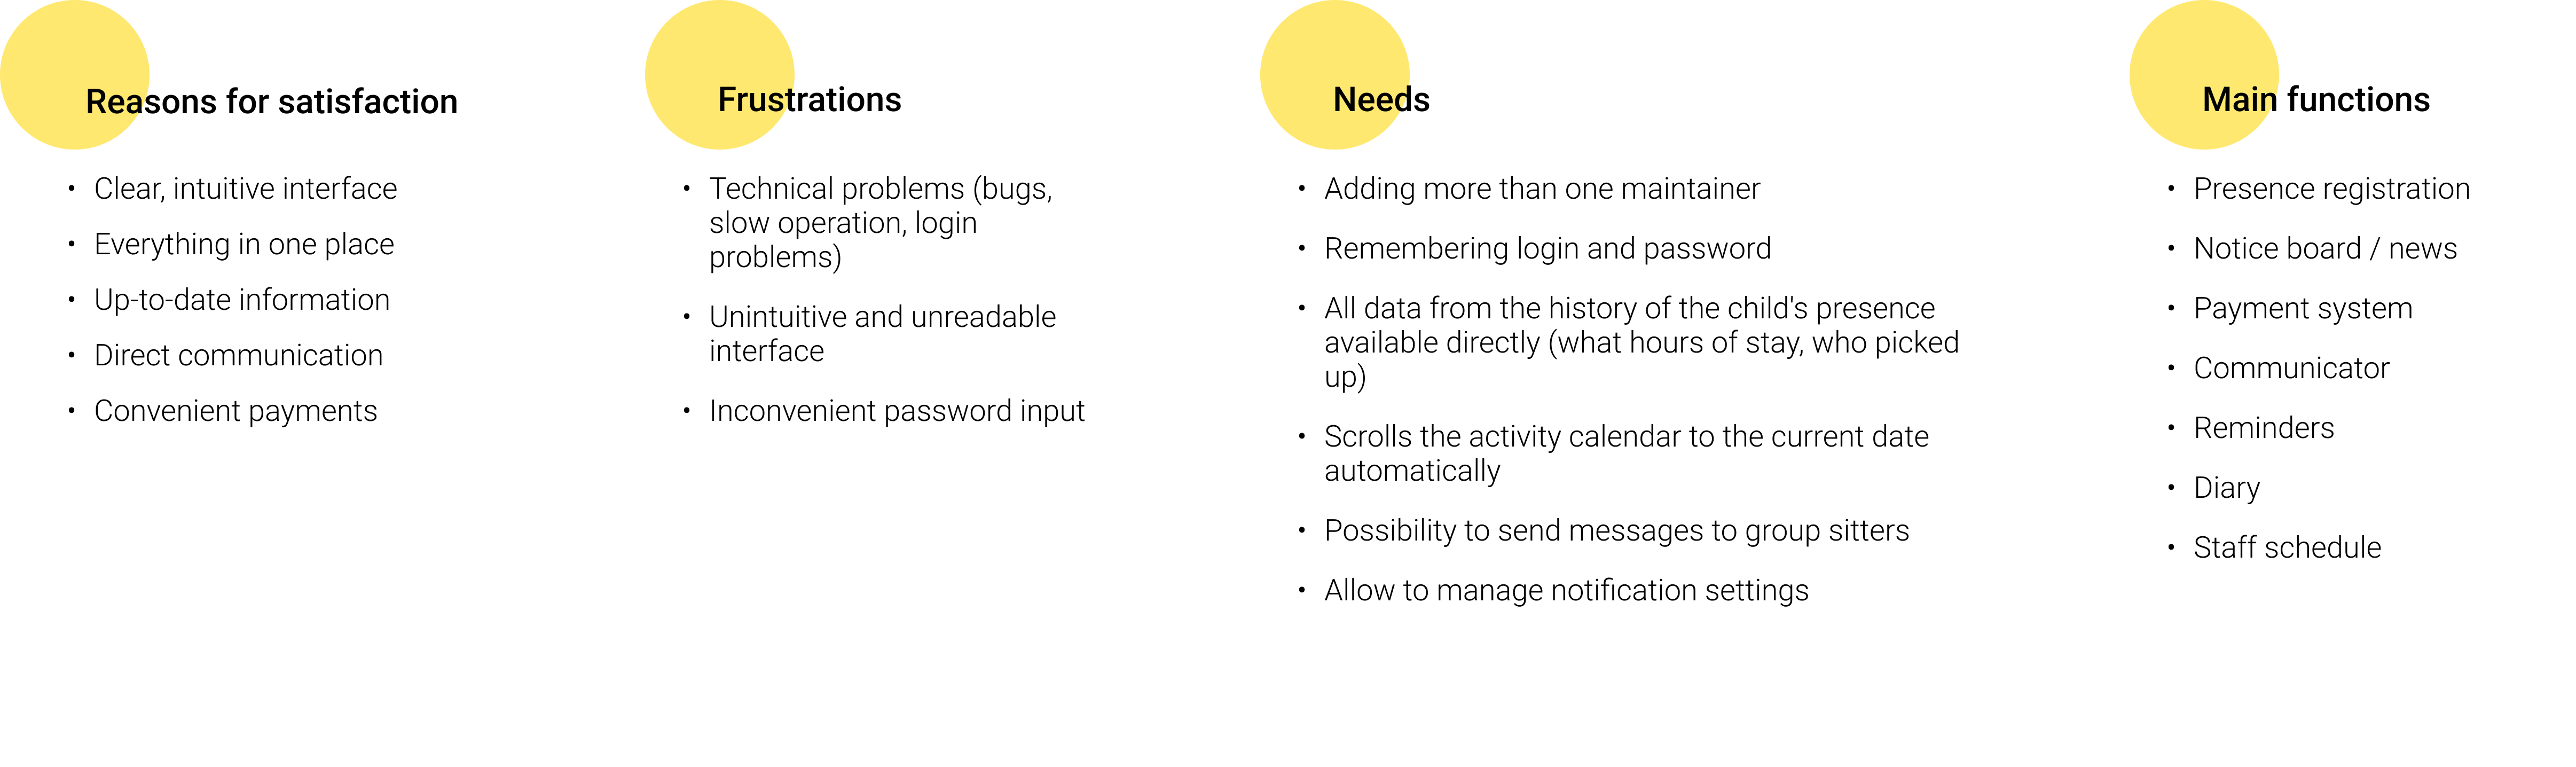 Reasons for satisfaction
• Clear, intuitive interface
• Everything in one place
• Up-to-date information
• Direct communication
• Convenient payments
Frustrations
• Technical problems (bugs,
slow operation, login
problems)
• Unintuitive and unreadable
interface
• Inconvenient password input
Needs
• Adding more than one maintainer
• Remembering login and password
• All data from the history of the child's presence
available directly (what hours of stay, who picked
up)
• Scrolls the activity calendar to the current date
automatically
• Possibility to send messages to group sitters
• Allow to manage notification settings
Main functions
• Presence registration
• Notice board / news
• Payment system
• Communicator
• Reminders
• Diary
• Staff schedule